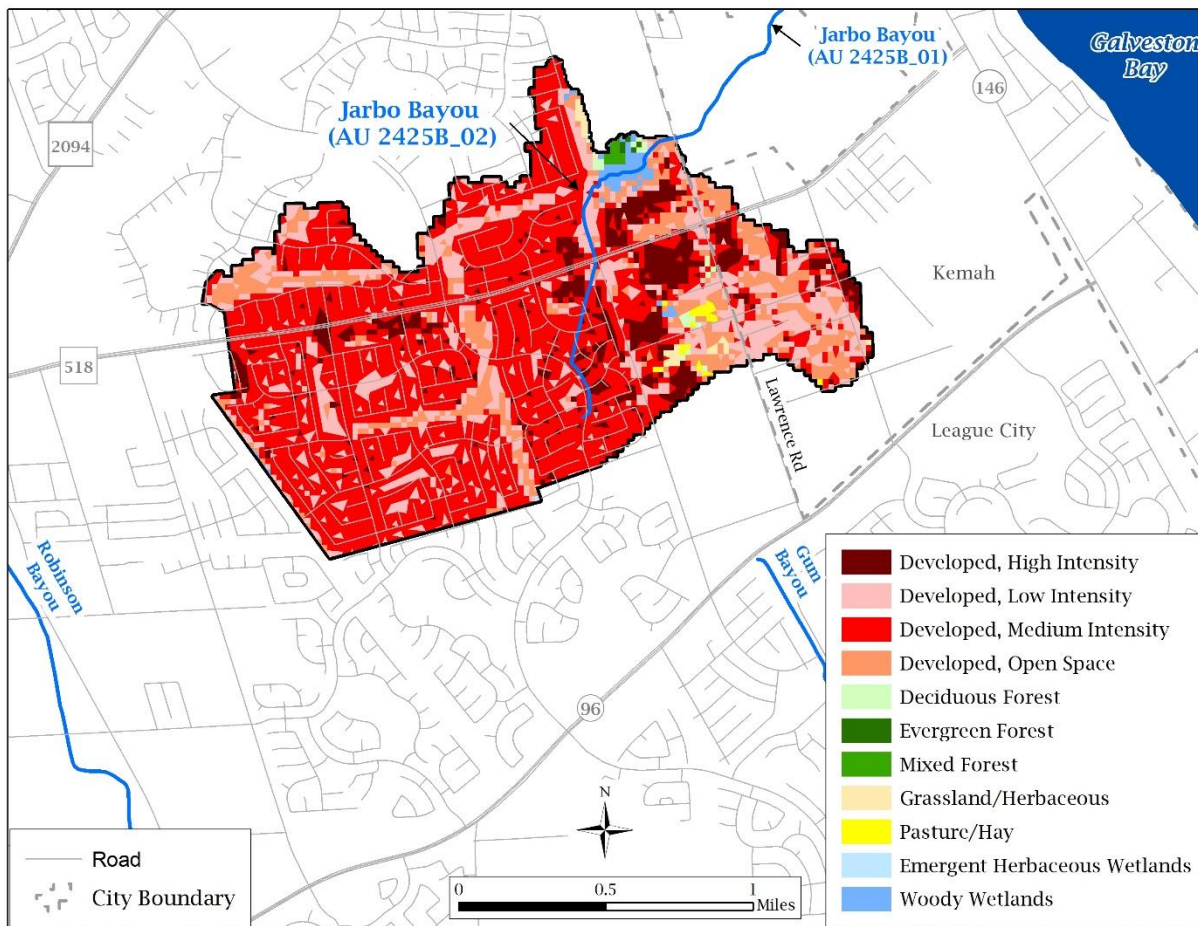 Jarbo Bayou
(AU 2425B_01)
Galveston
Bay
146
2094
Jarbo Bayou
(AU 2425B_02)
Kemah
518
Lawrence Rd
League City
Robinson
Bayou
Gum
Bayou
96
Developed, High Intensity
Developed, Low Intensity
Developed, Medium Intensity
Developed, Open Space
Deciduous Forest
Evergreen Forest
Mixed Forest
Grassland/Herbaceous
Pasture/Hay
Emergent Herbaceous Wetlands
Woody Wetlands
Road
City Boundary
N
0 0.5 1
Miles